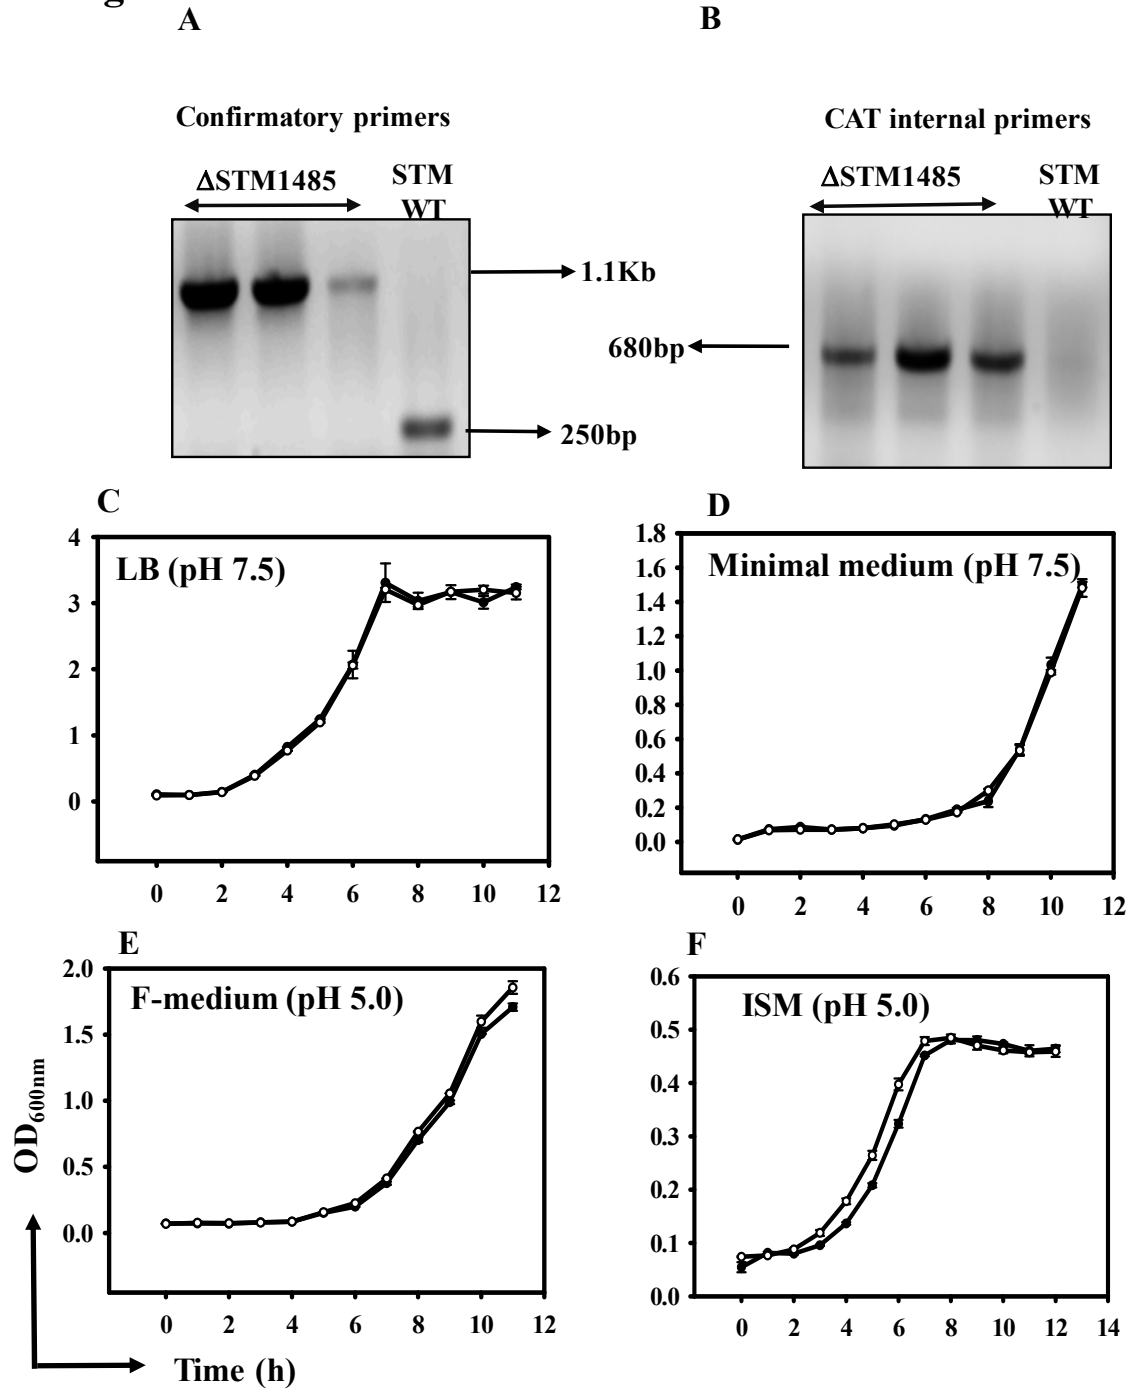 g
A
B
Confirmatory primers
CAT internal primers
ΔSTM1485
STM
WT
ΔSTM1485
STM
WT
1.1Kb
680bp
250bp
C
D
LB (pH 7.5)
4
3
2
1
0
0 2 4 6 8 10 12
Minimal medium (pH 7.5)
1.8
1.6
1.4
1.2
1.0
0.8
0.6
0.4
0.2
0.0
0 2 4 6 8 10 12
E
F
F-medium (pH 5.0)
2.0
1.5
1.0
0.5
0.0
0 2 4 6 8 10 12
ISM (pH 5.0)
0.6
0.5
0.4
0.3
0.2
0.1
0.0
0 2 4 6 8 10 12 14
OD600nm
Time (h)